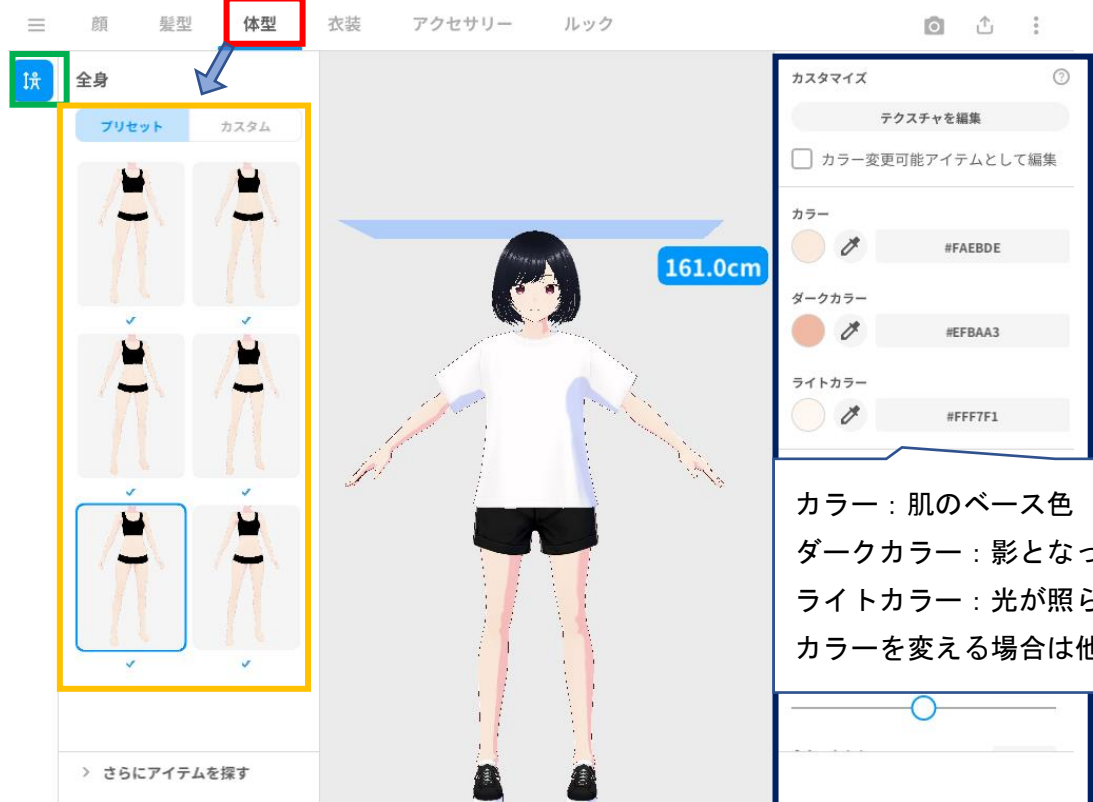 顔 髪型 体型 衣装 アクセサリー ルック
全身
プリセット カスタム
さらにアイテムを探す
161.0cm
カスタマイズ
テクスチャを編集
カラー変更可能アイテムとして編集
カラー
#FAEBDE
ダークカラー
#EFBAA3
ライトカラー
#FFF7F1
カラー：肌のベース色
ダークカラー：影となっ
ライトカラー：光が照ら
カラーを変える場合は他